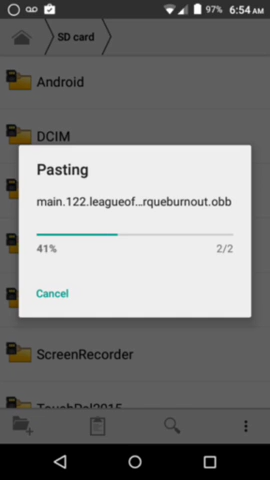 97% 6:54 AM
SD card
Android
DCIM
Pasting
main.122.leagueof...rqueburnout.obb
41% 2/2
Cancel
ScreenRecorder
TouchPal2015